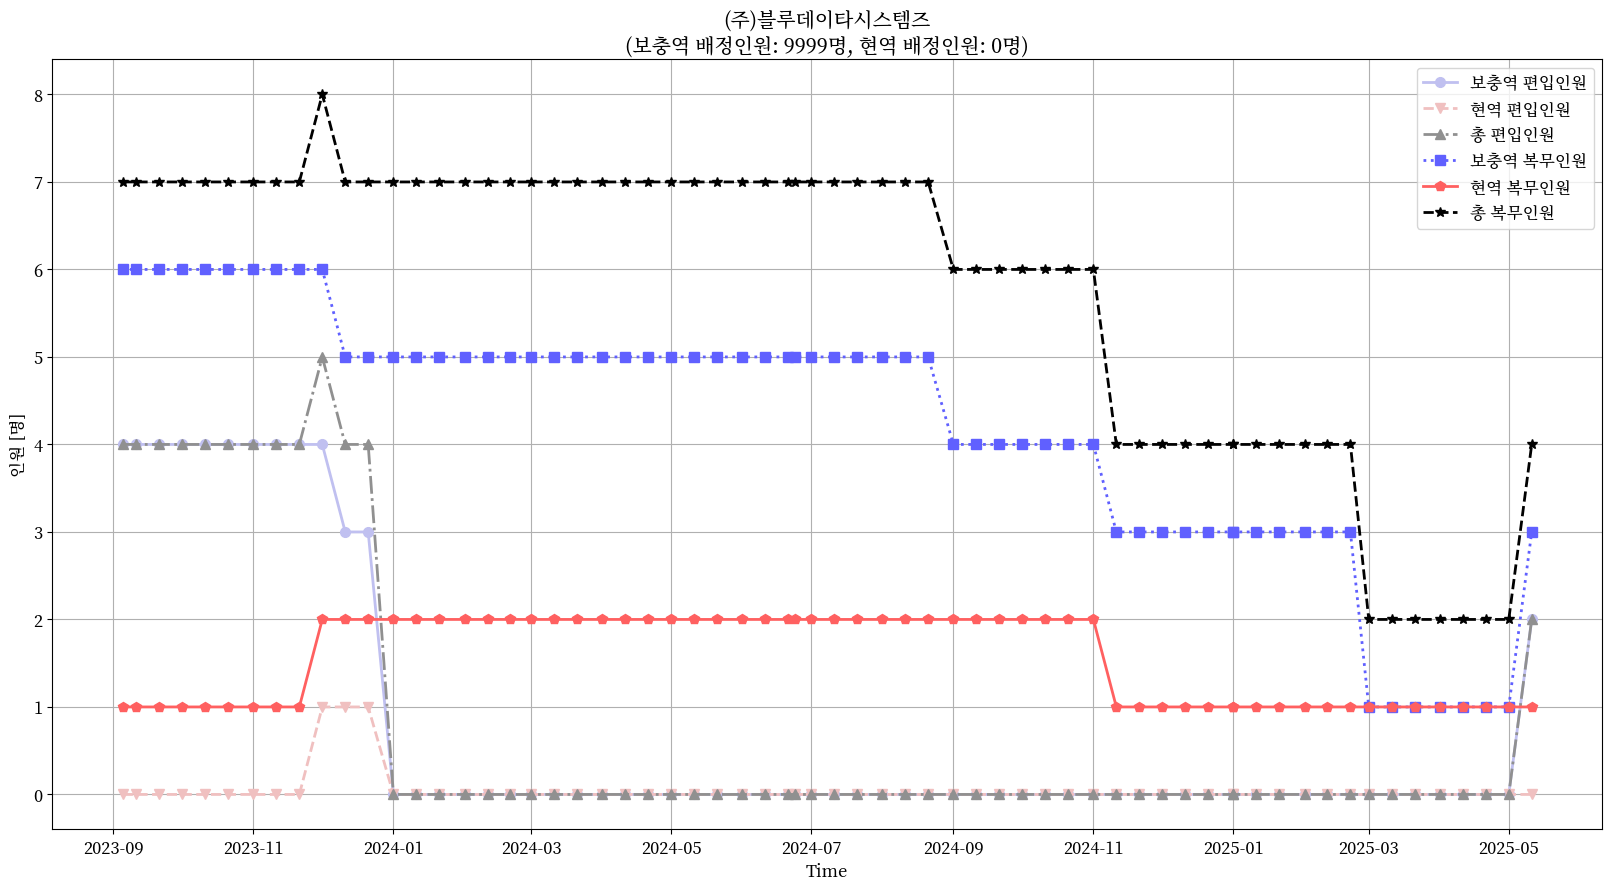 (주)블루데이타시스템즈
(보충역 배정인원: 9999명, 현역 배정인원: 0명)
보충역 편입인원
현역 편입인원
총 편입인원
보충역 복무인원
현역 복무인원
총 복무인원
인원 [명]
8
7
6
5
4
3
2
1
0
2023-09
2023-11
2024-01
2024-03
2024-05
2024-07
2024-09
2024-11
2025-01
2025-03
2025-05
Time